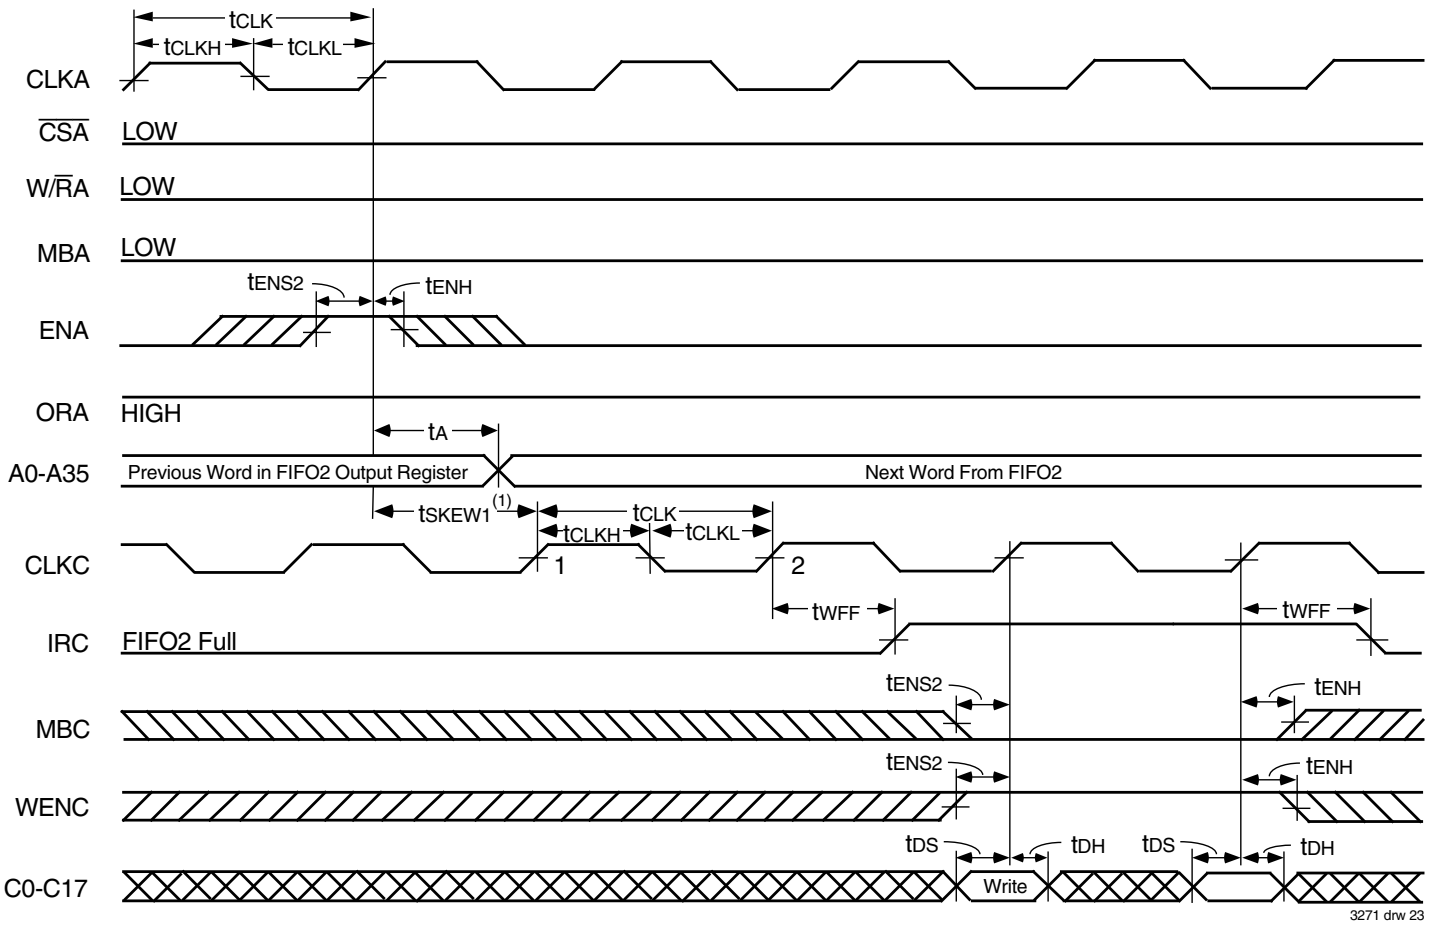 tCLK
tCLKH tCLKL
CLKA
CSA LOW
W/RA LOW
MBA LOW
tENS2 tENH
ENA
ORA HIGH
tA
A0-A35 Previous Word in FIFO2 Output Register Next Word From FIFO2
tSKEW1 (1) tCLK
tCLKH tCLKL
CLKC 1 2
tWFF tWFF
IRC FIFO2 Full
tENS2 tENH
MBC
tENS2 tENH
WENC
tDS tDH tDS tDH
C0-C17 Write
3271 drw 23